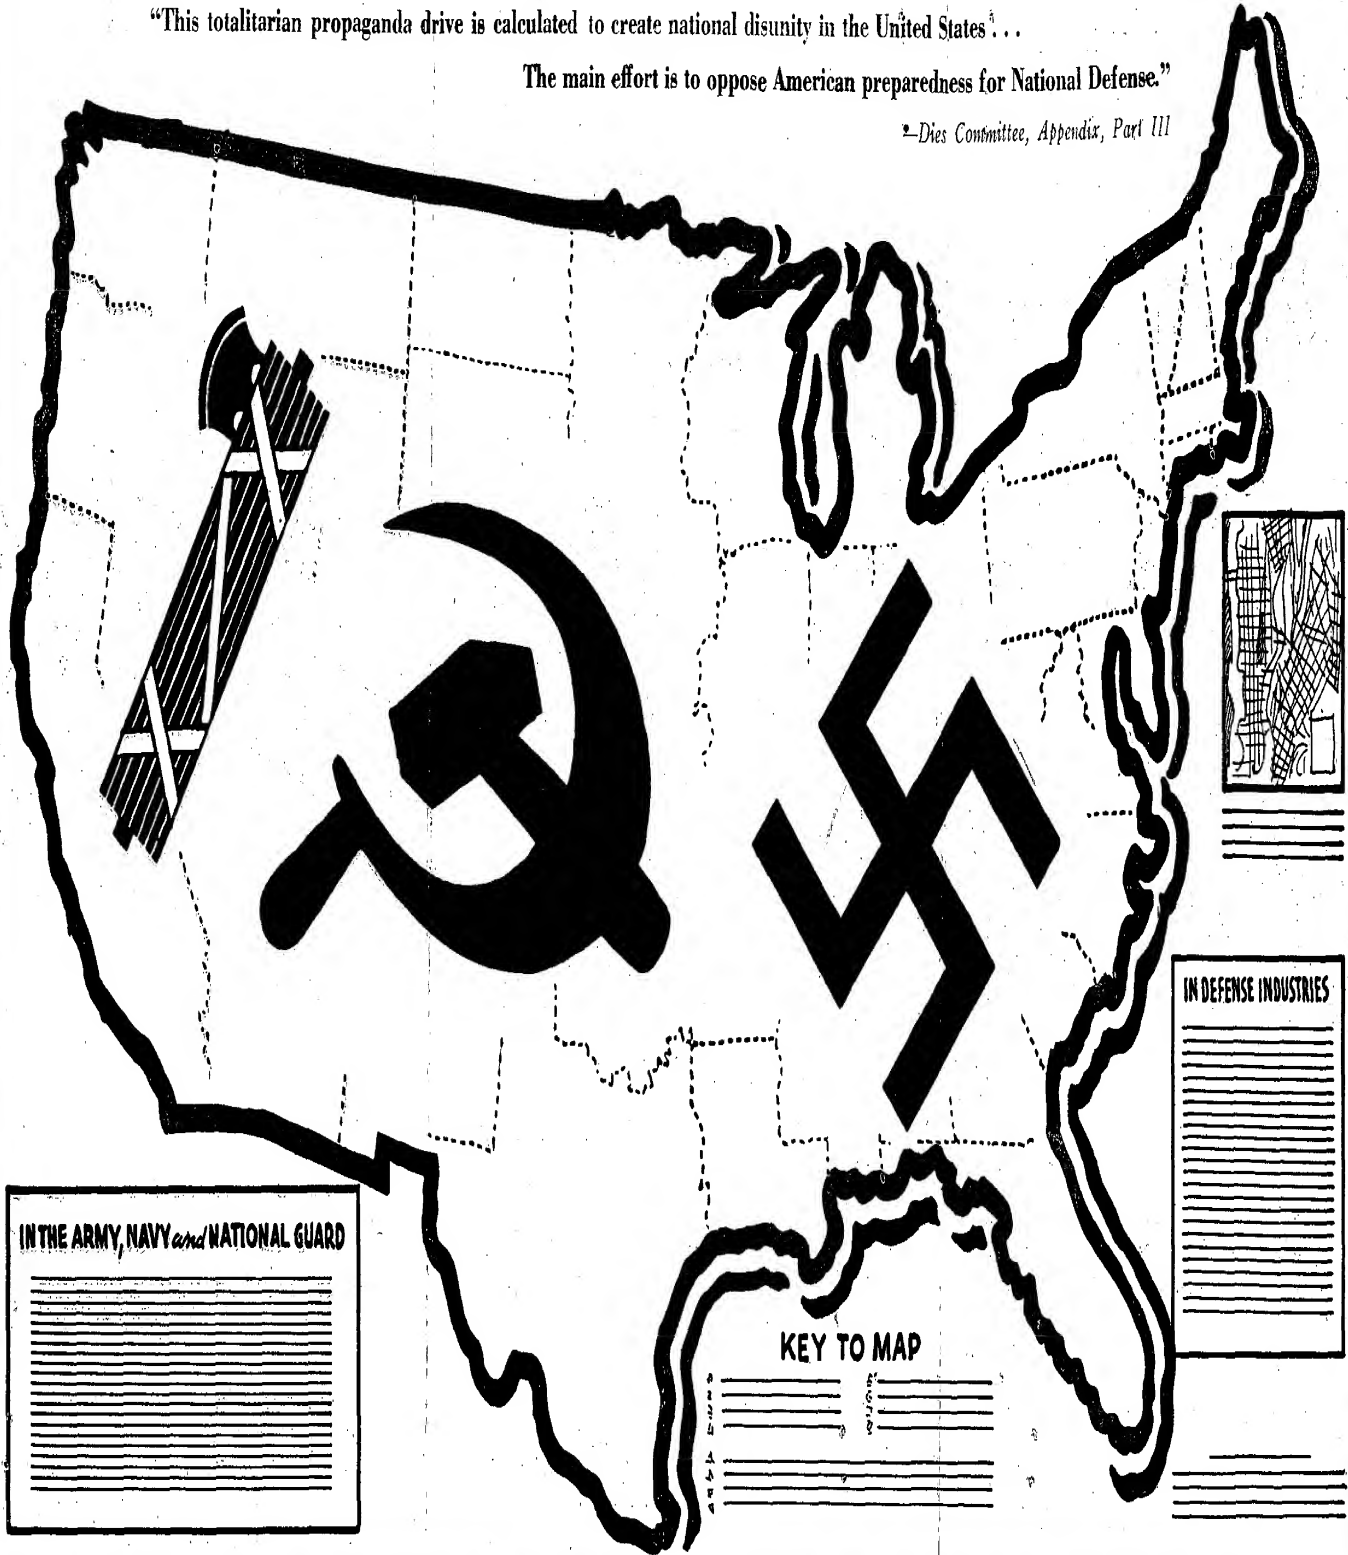 “This totalitarian propaganda drive is calculated to create national disunity in the United States . . .
The main effort is to oppose American preparedness for National Defense.”
—Dies Committee, Appendix, Part III
IN DEFENSE INDUSTRIES
IN THE ARMY, NAVY and NATIONAL GUARD
KEY TO MAP